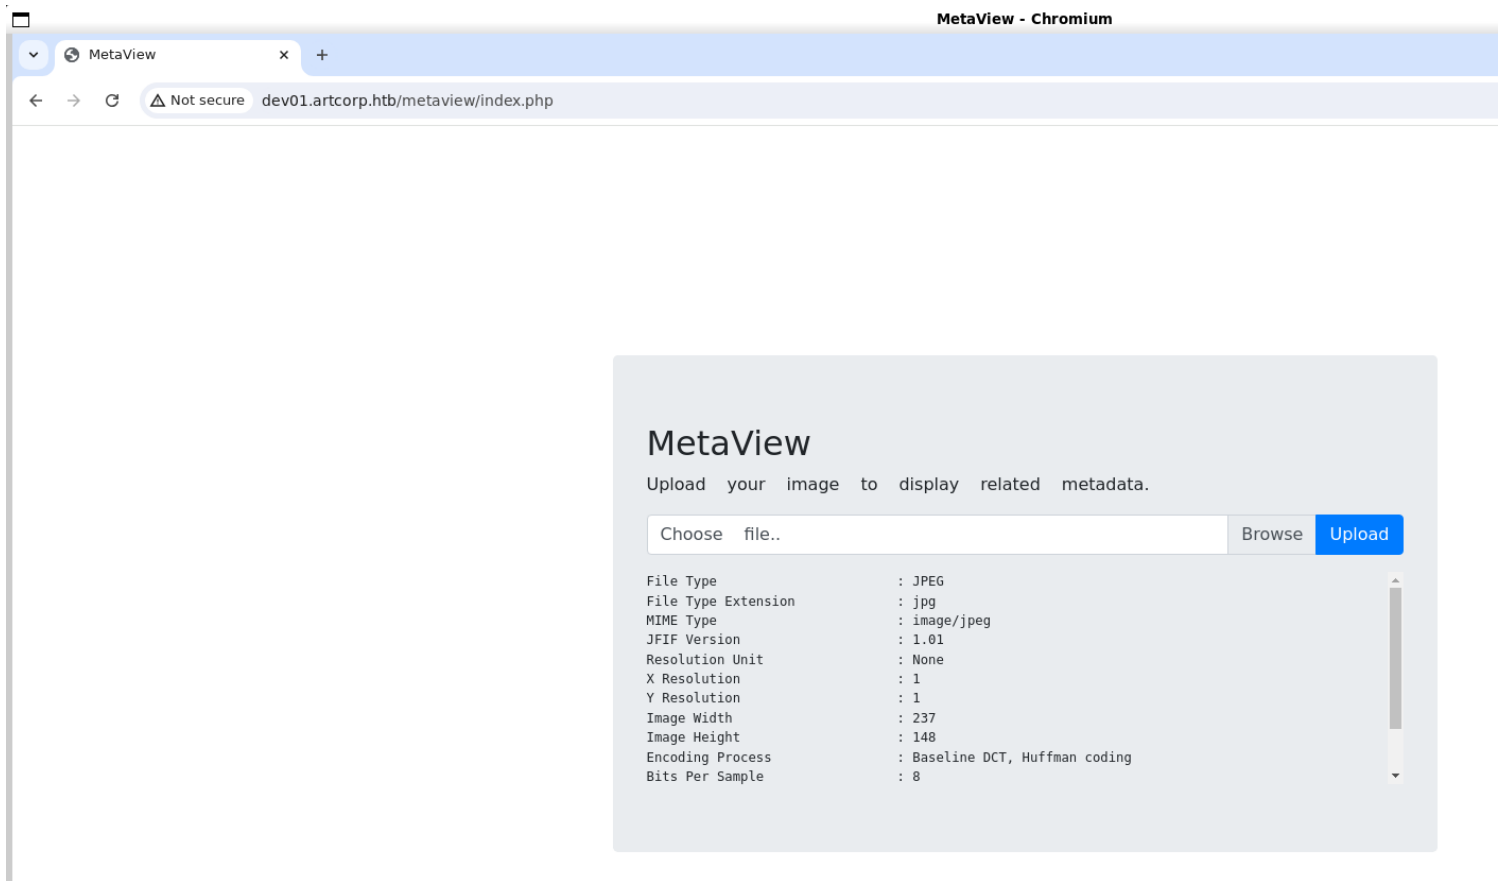 MetaView - Chromium
MetaView
Not secure dev01.artcorp.htb/metaview/index.php
MetaView
Upload your image to display related metadata.
Choose file.. Browse Upload
File Type : JPEG
File Type Extension : jpg
MIME Type : image/jpeg
JFIF Version : 1.01
Resolution Unit : None
X Resolution : 1
Y Resolution : 1
Image Width : 237
Image Height : 148
Encoding Process : Baseline DCT, Huffman coding
Bits Per Sample : 8